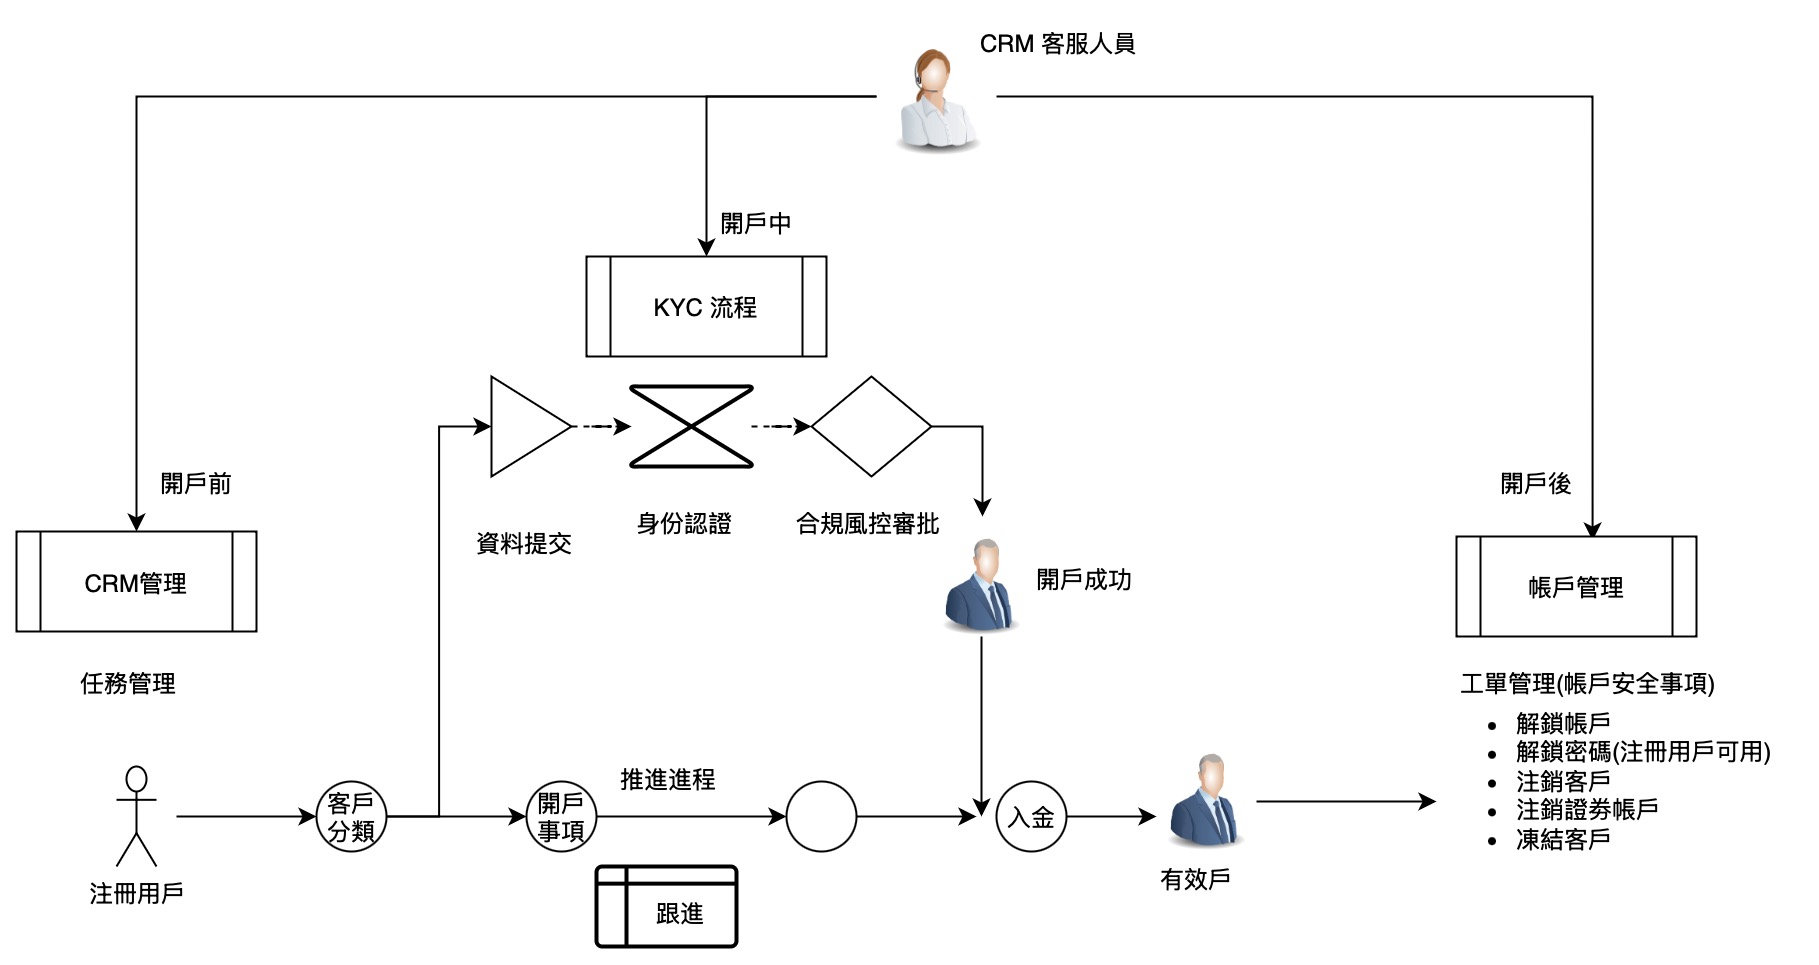 CRM 客服人員
開戶中
KYC 流程
開戶前
開戶後
CRM管理
資料提交
身份認證
合規風控審批
開戶成功
帳戶管理
任務管理
工單管理(帳戶安全事項)
解鎖帳戶
解鎖密碼(注冊用戶可用)
注銷客戶
注銷證券帳戶
凍結客戶
客戶
分類
開戶
事項
推進進程
入金
注冊用戶
跟進
有效戶